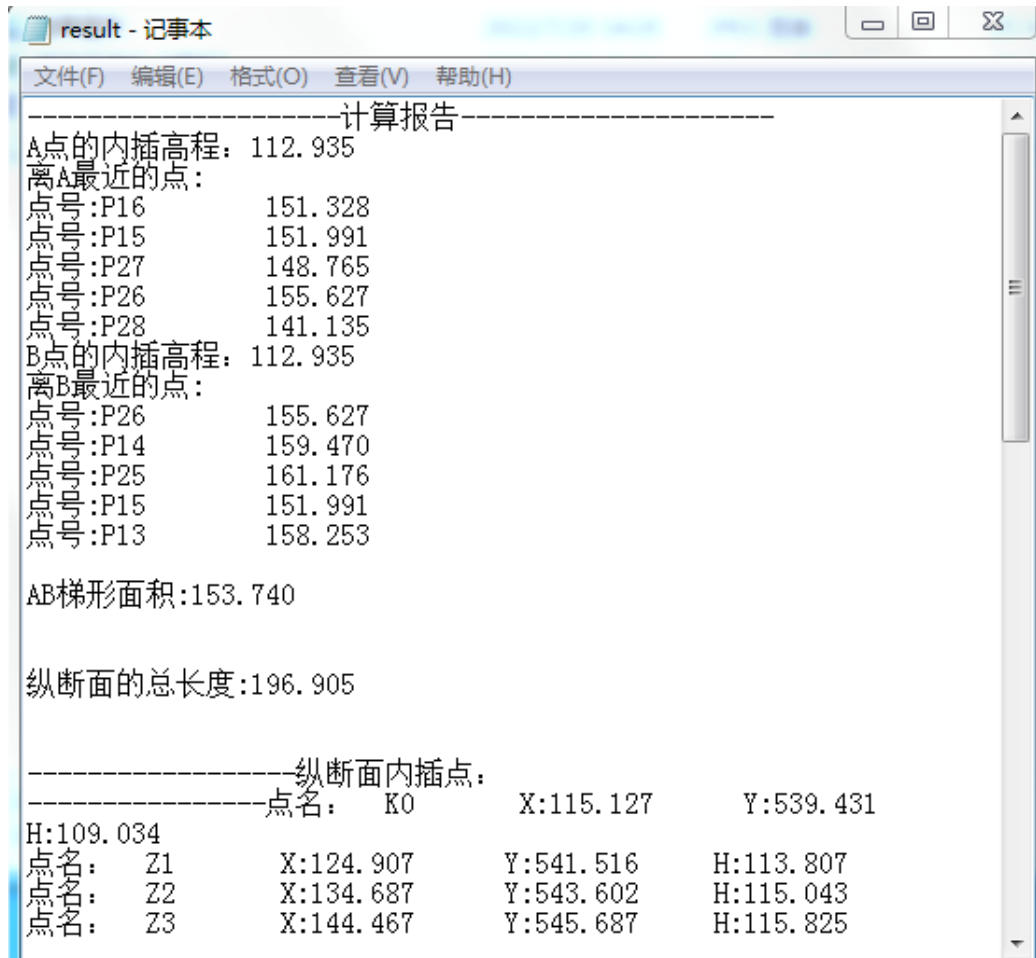 result - 记事本
文件(F) 编辑(E) 格式(O) 查看(V) 帮助(H)
---------------------计算报告---------------------
A点的内插高程：112.935
离A最近的点：
点号:P16 151.328
点号:P15 151.991
点号:P27 148.765
点号:P26 155.627
点号:P28 141.135
B点的内插高程：112.935
离B最近的点：
点号:P26 155.627
点号:P14 159.470
点号:P25 161.176
点号:P15 151.991
点号:P13 158.253
AB梯形面积:153.740
纵断面的总长度:196.905
------------------纵断面内插点：
----------------点名： K0 X:115.127 Y:539.431
H:109.034
点名： Z1 X:124.907 Y:541.516 H:113.807
点名： Z2 X:134.687 Y:543.602 H:115.043
点名： Z3 X:144.467 Y:545.687 H:115.825